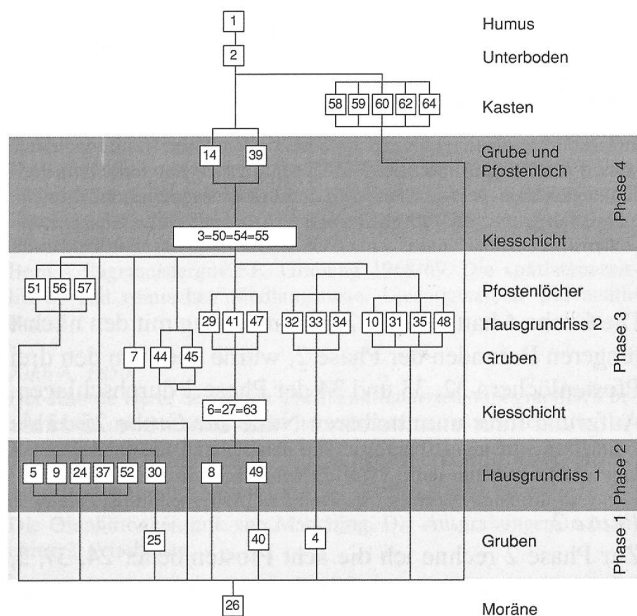 1 Humus
2 Unterboden
58 59 60 62 64 Kasten
14 39 Grube und
Pfostenloch
3=50=54=55 Kiesschicht
Phase 4
51 56 57 Pfostenlöcher
29 41 47 32 33 34 10 31 35 48 Hausgrundriss 2
7 44 45 Gruben
6=27=63 Kiesschicht
Phase 3
5 9 24 37 52 30 8 49 Hausgrundriss 1
Phase 2
25 40 4 Gruben
Phase 1
26 Moräne